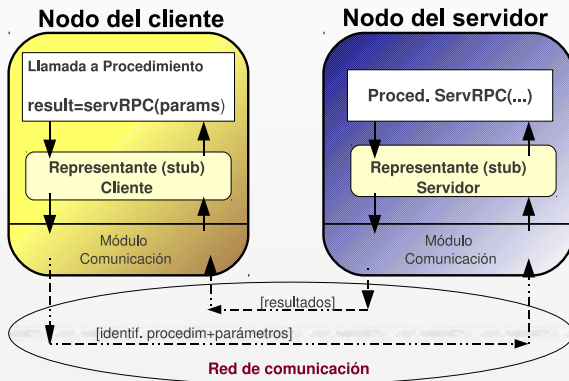 Nodo del cliente
Llamada a Procedimiento
result=servRPC(params)
Representante (stub)
Cliente
Módulo
Comunicación
Nodo del servidor
Proced. ServRPC(...)
Representante (stub)
Servidor
Módulo
Comunicación
[resultados]
[identif. procedim+parámetros]
Red de comunicación